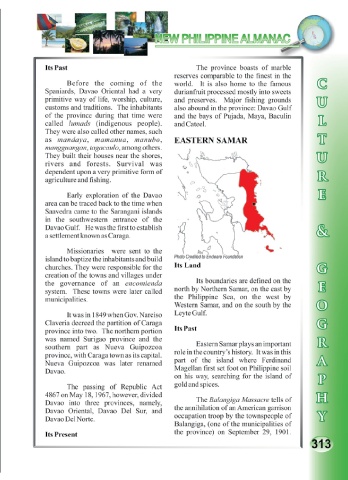 NEW PHILIPPINE ALMANAC
Its Past
Before the coming of the
Spaniards, Davao Oriental had a very
primitive way of life, worship, culture,
customs and traditions. The inhabitants
of the province during that time were
called lumads (indigenous people).
They were also called other names, such
as mandaya, mamanua, manobo,
manggnangan, tagacaolo, among others.
They built their houses near the shores,
rivers and forests. Survival was
dependent upon a very primitive form of
agriculture and fishing.
Early exploration of the Davao
area can be traced back to the time when
Saavedra came to the Sarangani islands
in the southwestern entrance of the
Davao Gulf. He was the first to establish
a settlement known as Caraga.
Missionaries were sent to the
island to baptize the inhabitants and build
churches. They were responsible for the
creation of the towns and villages under
the governance of an encomienda
system. These towns were later called
municipalities.
It was in 1849 when Gov. Narciso
Claveria decreed the partition of Caraga
province into two. The northern portion
was named Surigao province and the
southern part as Nueva Guipozcoa
province, with Caraga town as its capital.
Nueva Guipozcoa was later renamed
Davao.
The passing of Republic Act
4867 on May 18, 1967, however, divided
Davao into three provinces, namely,
Davao Oriental, Davao Del Sur, and
Davao Del Norte.
Its Present
The province boasts of marble
reserves comparable to the finest in the
world. It is also home to the famous
durianfruit processed mostly into sweets
and preserves. Major fishing grounds
also abound in the province: Davao Gulf
and the bays of Pujada, Maya, Baculin
and Cateel.
EASTERN SAMAR
Photo Created to Endeavor Foundation
Its Land
Its boundaries are defined on the
north by Northern Samar, on the east by
the Philippine Sea, on the west by
Western Samar, and on the south by the
Leyte Gulf.
Its Past
Eastern Samar plays an important
role in the country's history. It was in this
part of the island where Ferdinand
Magellan first set foot on Philippine soil
on his way, searching for the island of
gold and spices.
The Balangiga Massacre tells of
the annihilation of an American garrison
occupation troop by the townspeople of
Balangiga, (one of the municipalities of
the province) on September 29, 1901.
C
U
L
T
U
R
E
&
G
E
O
G
R
A
P
H
Y
313